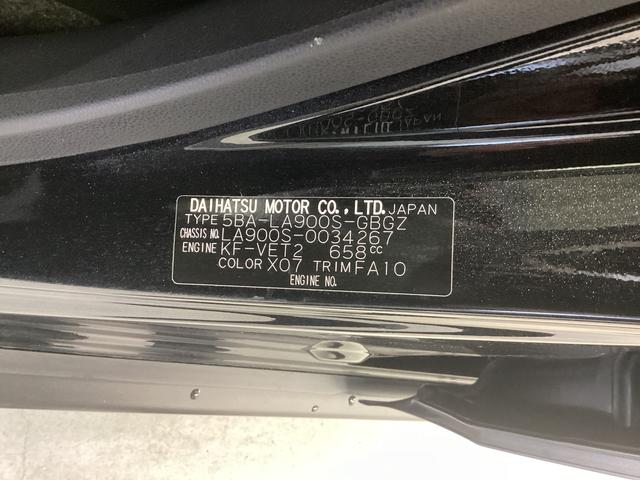 DAIHATSU MOTOR CO.,LTD. JAPAN
TYPE 5BA-LA900S-GBGZ
CHASSIS NO. LA900S-0034267
ENGINE KF-VET2 658cc
COLOR X07 TRIM FA10
ENGINE NO.